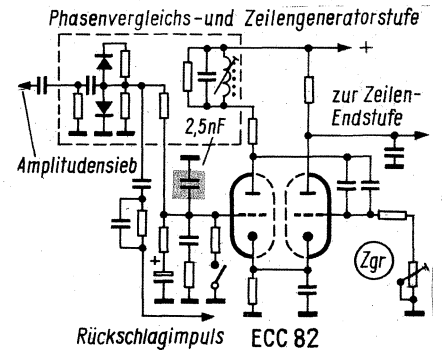 Phasenvergleichs- und Zeilengeneratorstufe
+
zur Zeilen-
Endstufe
2,5nF
Amplitudensieb
+
Zgr
Rückschlagimpuls
ECC 82